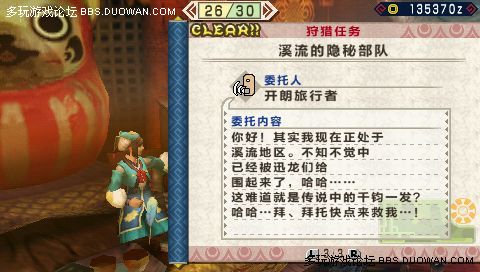 多玩游戏论坛 BBS.DUOWAN.COM
26/30
135370z
CLEAR!!
狩猎任务
溪流的隐秘部队
委托人
开朗旅行者
委托内容
你好！其实我现在正处于
溪流地区。不知不觉中
已经被迅龙们给
围起来了，哈哈……
这难道就是传说中的千钧一发？
哈哈…拜、拜托快点来救我…！
多玩游戏论坛 BBS.DUOWAN.COM